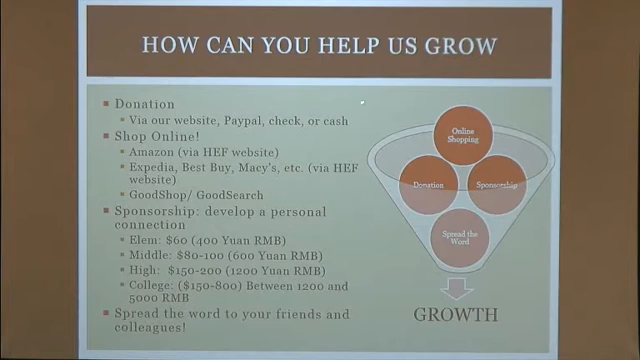 HOW CAN YOU HELP US GROW
Donation
Via our website, Paypal, check, or cash
Shop Online!
Amazon (via HEF website)
Expedia, Best Buy, Macy's, etc. (via HEF
website)
GoodShop/ GoodSearch
Sponsorship: develop a personal
connection
Elem: $60 (400 Yuan RMB)
Middle: $80-100 (600 Yuan RMB)
High: $150-200 (1200 Yuan RMB)
College: ($150-800) Between 1200 and
5000 RMB
Spread the word to your friends and
colleagues!
Online
Shopping
Donation
Sponsorship
Spread the
Word
GROWTH